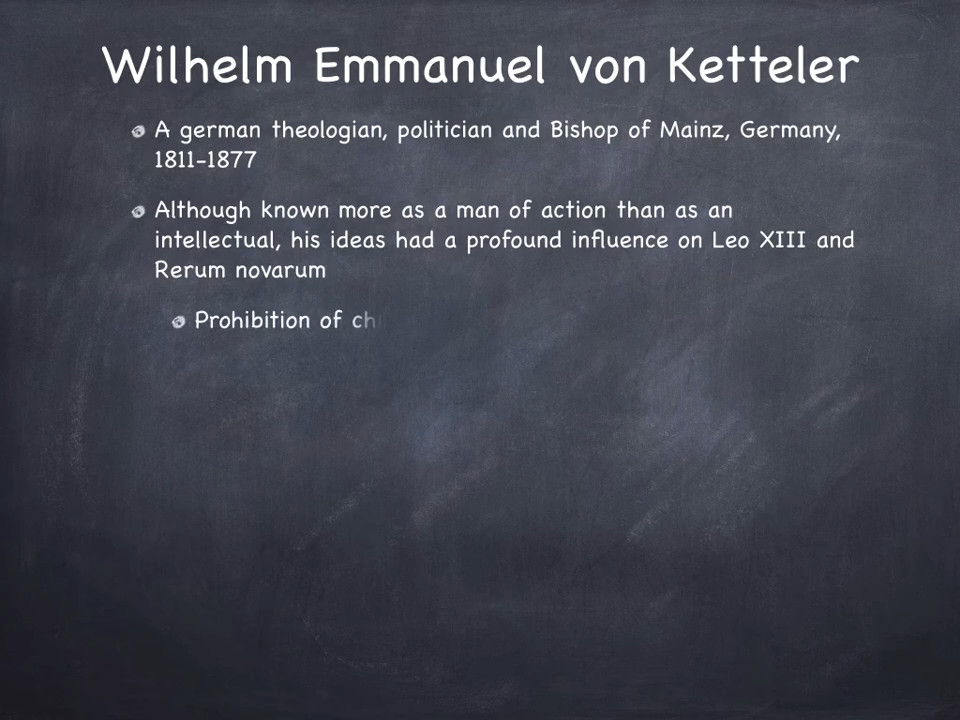 Wilhelm Emmanuel von Ketteler
A german theologian, politician and Bishop of Mainz, Germany,
1811-1877
Although known more as a man of action than as an
intellectual, his ideas had a profound influence on Leo XIII and
Rerum novarum
Prohibition of